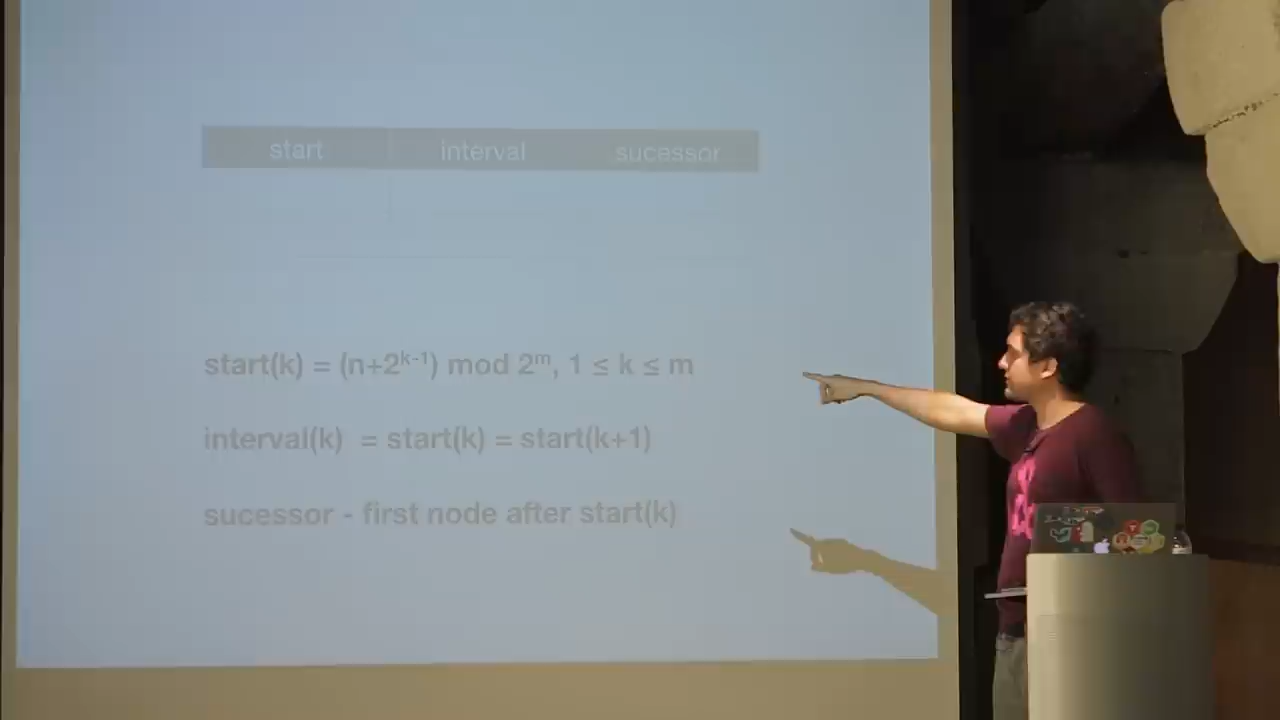 start interval sucessor
start(k) = (n+2^k-1) mod 2^m, 1 ≤ k ≤ m
interval(k) = start(k) = start(k+1)
sucessor - first node after start(k)